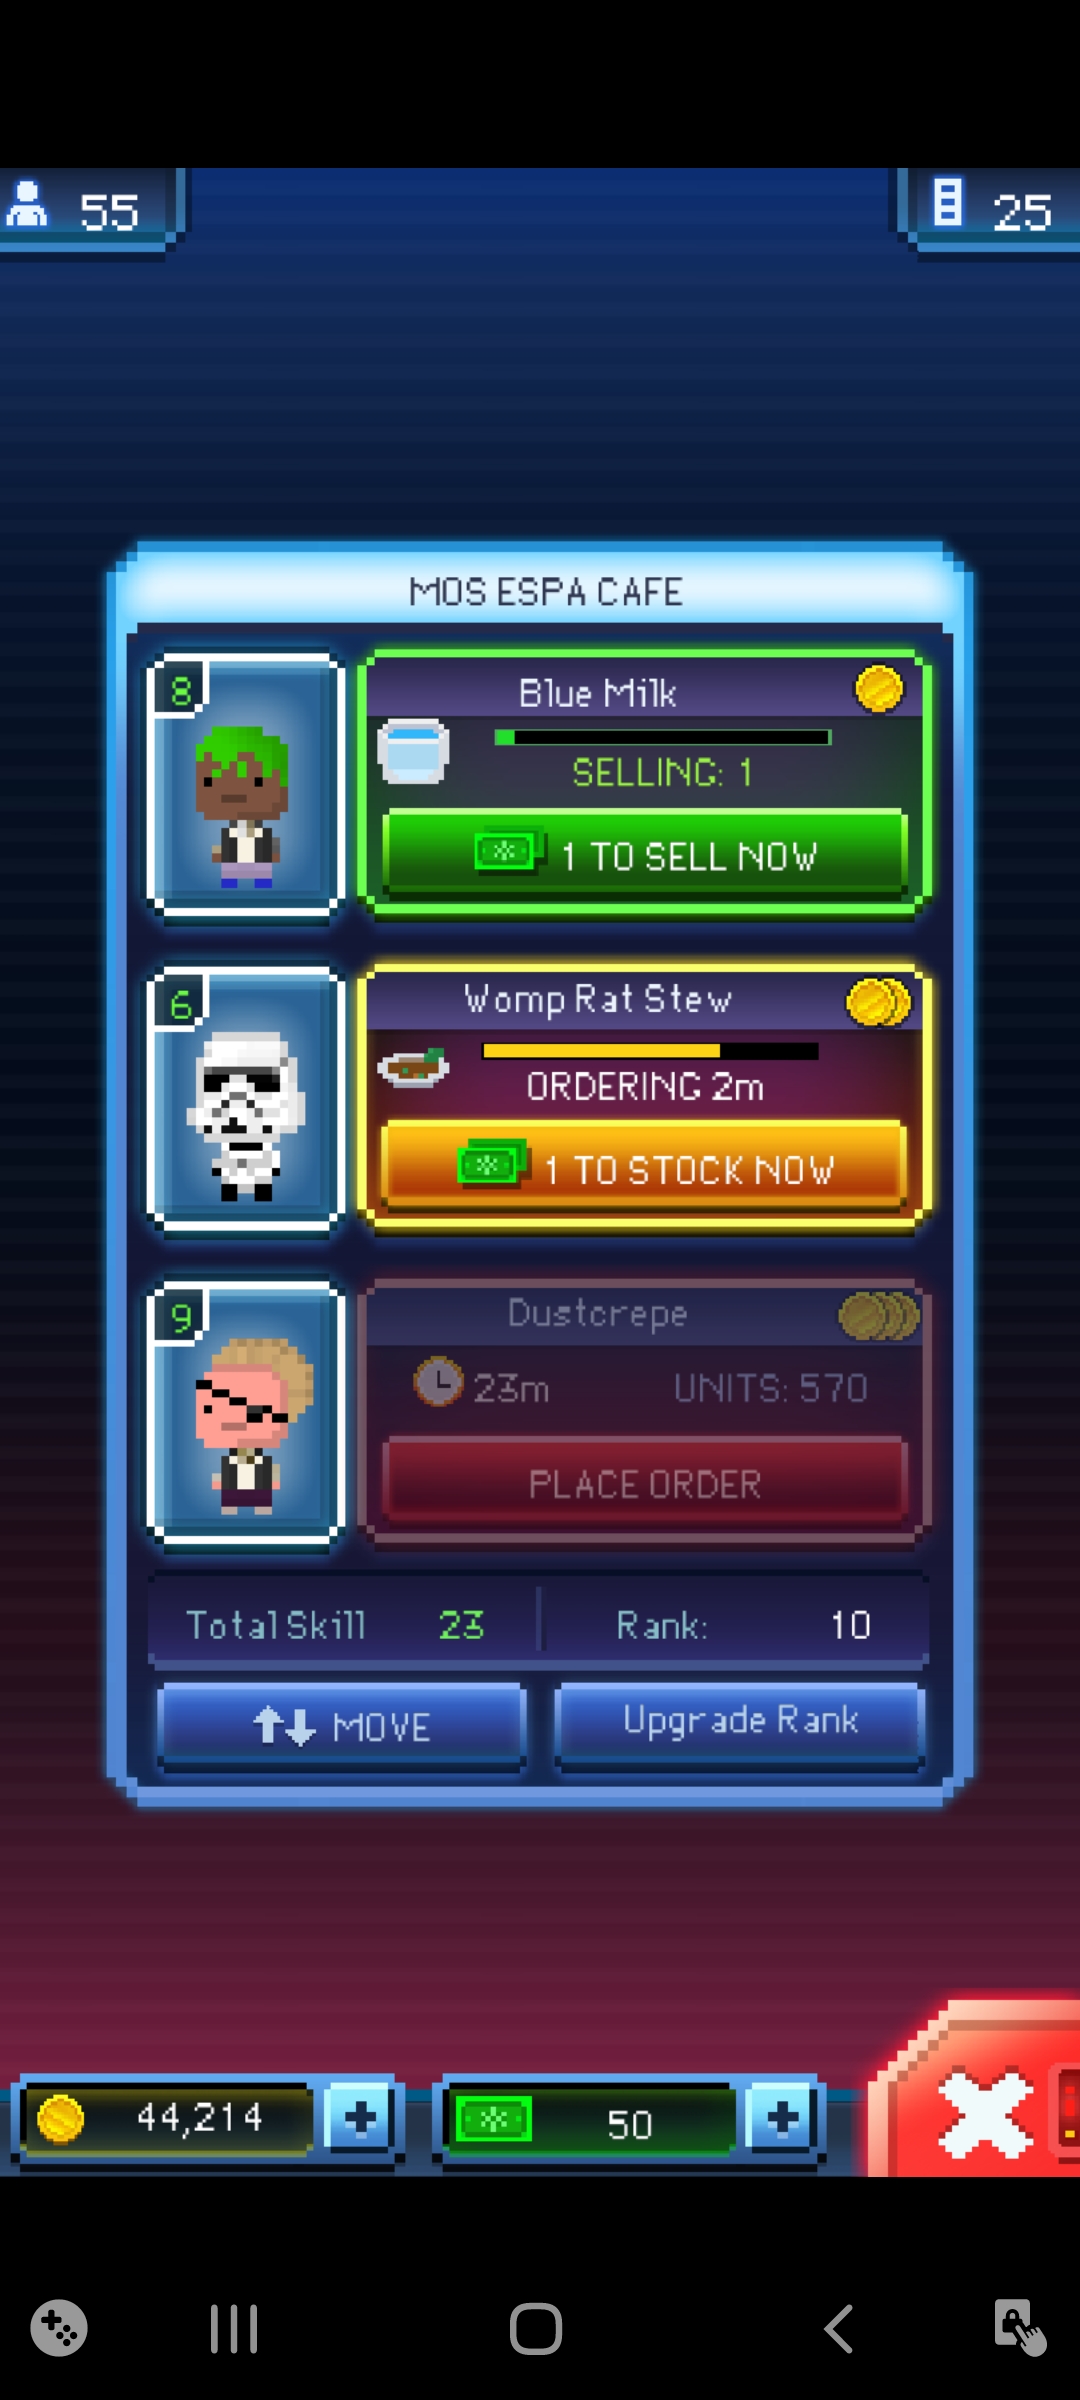 55
25
MOS ESPA CAFE
8
Blue Milk
SELLING: 1
1 TO SELL NOW
6
Womp Rat Stew
ORDERING 2m
1 TO STOCK NOW
9
Dustcrepe
23m UNITS: 570
PLACE ORDER
Total Skill 23 Rank: 10
MOVE Upgrade Rank
44,214 + 50 +